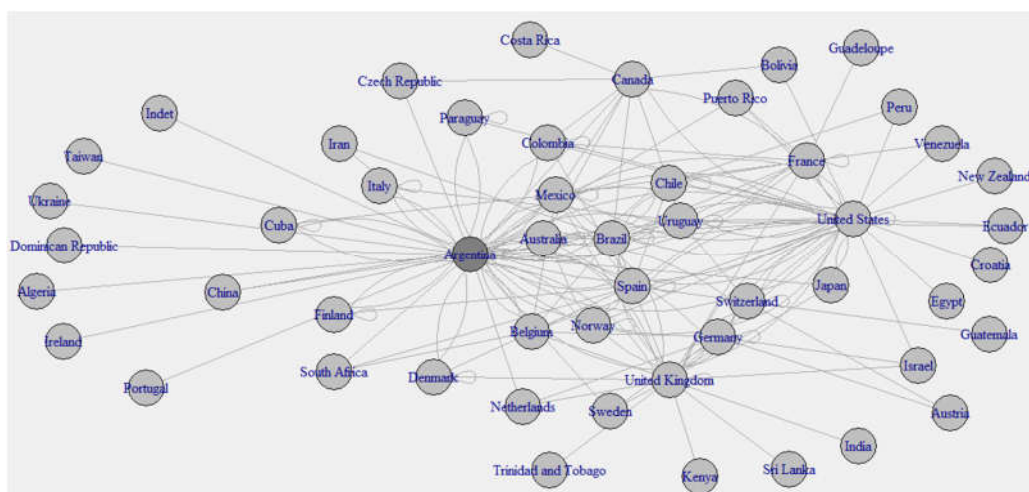 Costa Rica
Guadeloupe
Bolivia
Czech Republic
Canada
Puerto Rico
Peru
Indet
Paraguay
Iran
Colombia
Venezuela
Taiwan
France
New Zealand
Italy
Mexico
Chile
Ukraine
Cuba
Uruguay
United States
Ecuador
Dominican Republic
Australia
Brazil
Argentina
Croatia
Algeria
China
Spain
Japan
Switzerland
Egypt
Finland
Norway
Belgium
Germany
Guatemala
Ireland
Israel
South Africa
Denmark
United Kingdom
Portugal
Netherlands
Sweden
Austria
India
Trinidad and Tobago
Kenya
Sri Lanka